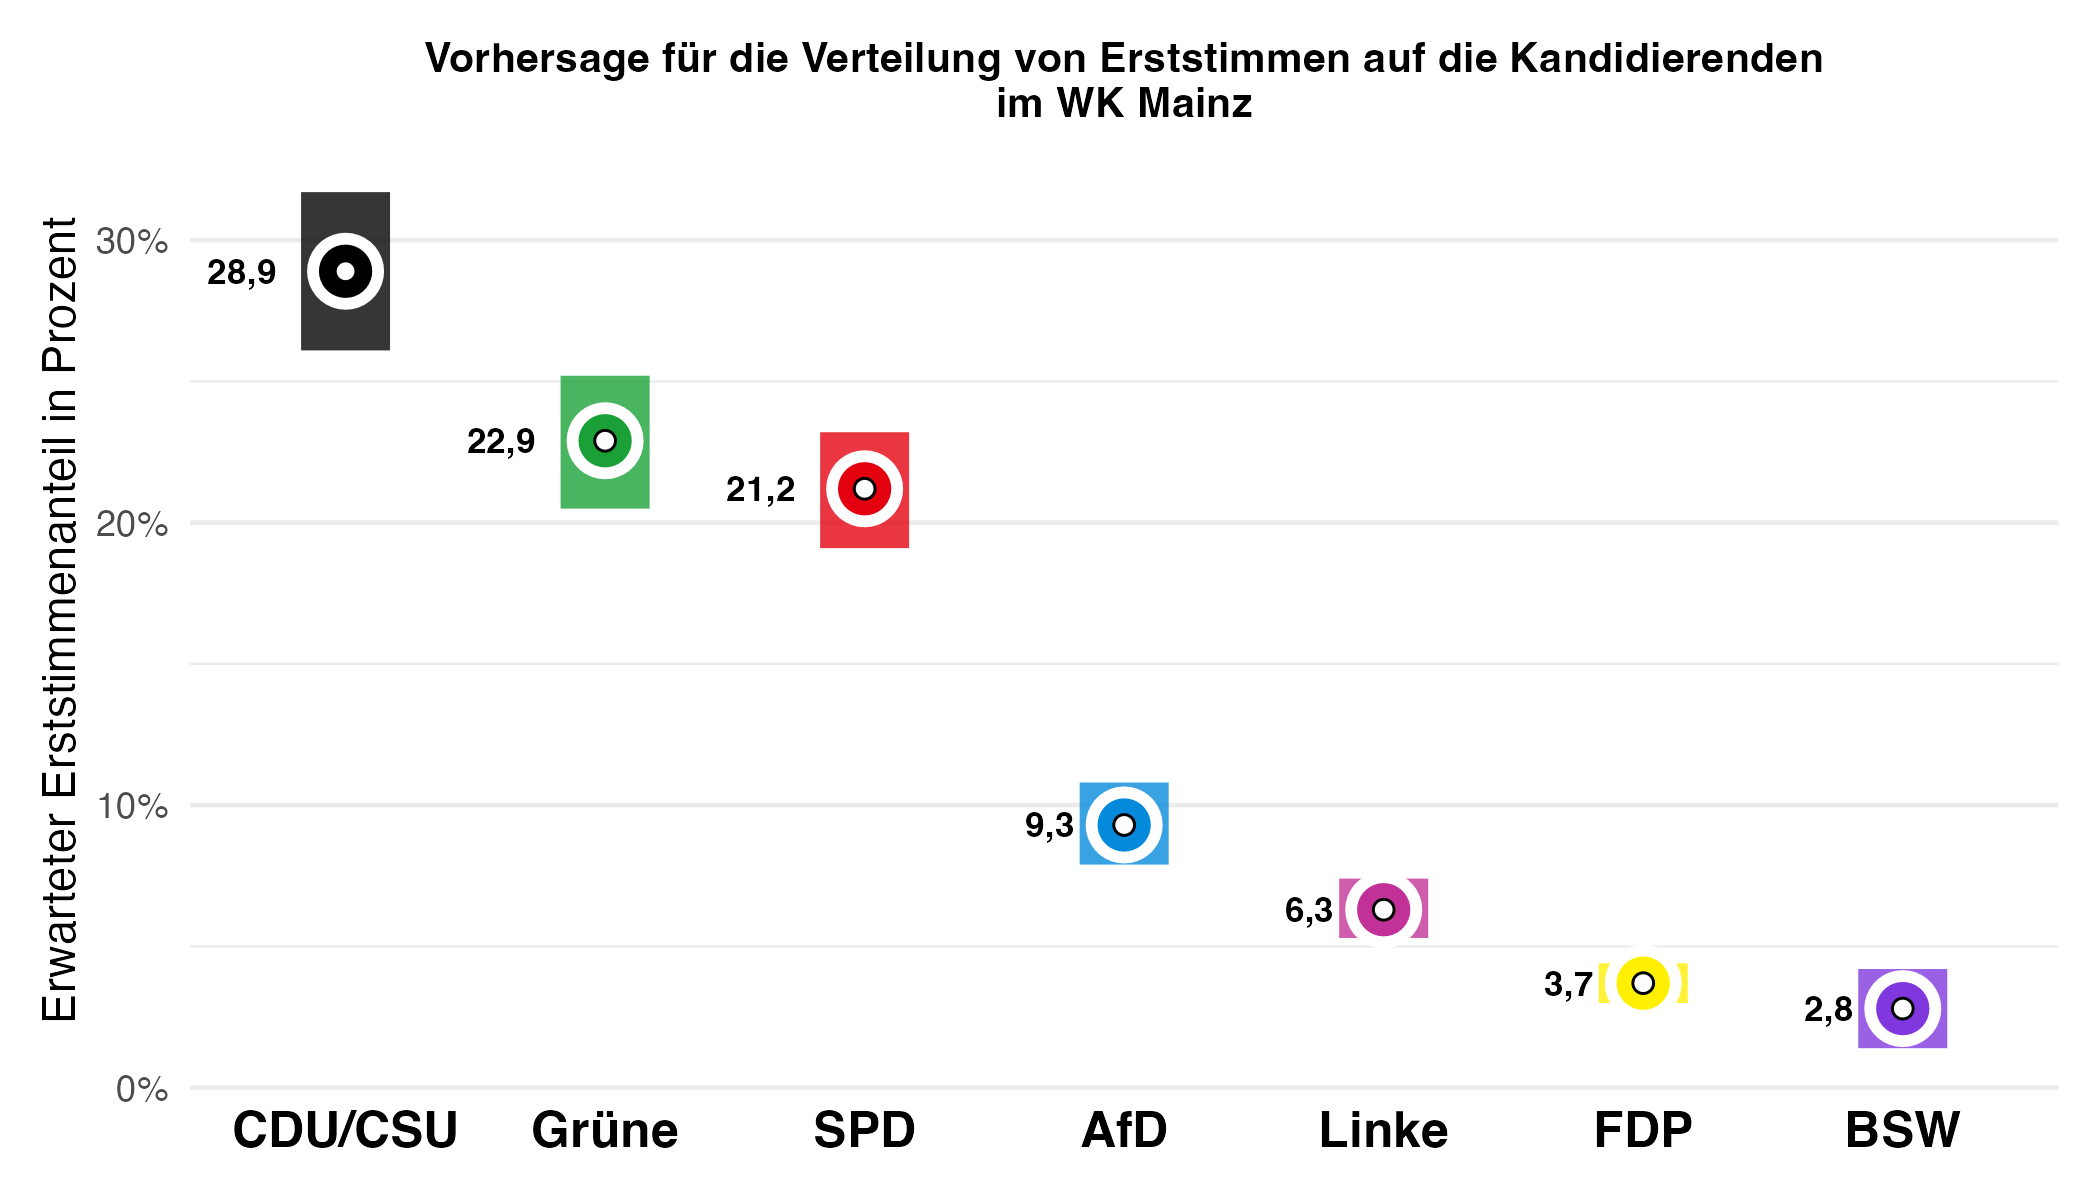 Vorhersage für die Verteilung von Erststimmen auf die Kandidierenden
im WK Mainz
Erwarteter Erststimmenanteil in Prozent
30%
20%
10%
0%
28,9
22,9
21,2
9,3
6,3
3,7
2,8
CDU/CSU
Grüne
SPD
AfD
Linke
FDP
BSW